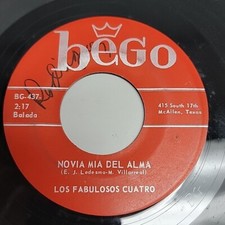 bego
BG-437
2:17
Balada
415 South 17th
McAllen, Texas
NOVIA MIA DEL ALMA
(E. J. Ledesma-M. Villarreal)
LOS FABULOSOS CUATRO